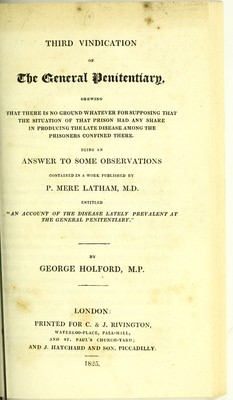 THIRD VINDICATION
OF
The General Penitentiary,
SHEWING
THAT THERE IS NO GROUND WHATEVER FOR SUPPOSING THAT
THE SITUATION OF THAT PRISON HAD ANY SHARE
IN PRODUCING THE LATE DISEASE AMONG THE
PRISONERS CONFINED THERE.
BEING AN
ANSWER TO SOME OBSERVATIONS
CONTAINED IN A WORK PUBLISHED BY
P. MERE LATHAM, M.D.
ENTITLED
"AN ACCOUNT OF THE DISEASE LATELY PREVALENT AT
THE GENERAL PENITENTIARY."
BY
GEORGE HOLFORD, M.P.
LONDON:
PRINTED FOR C. & J. RIVINGTON,
WATERLOO-PLACE, PALL-MALL,
AND ST. PAUL'S CHURCH-YARD;
AND J. HATCHARD AND SON, PICCADILLY.
1825.